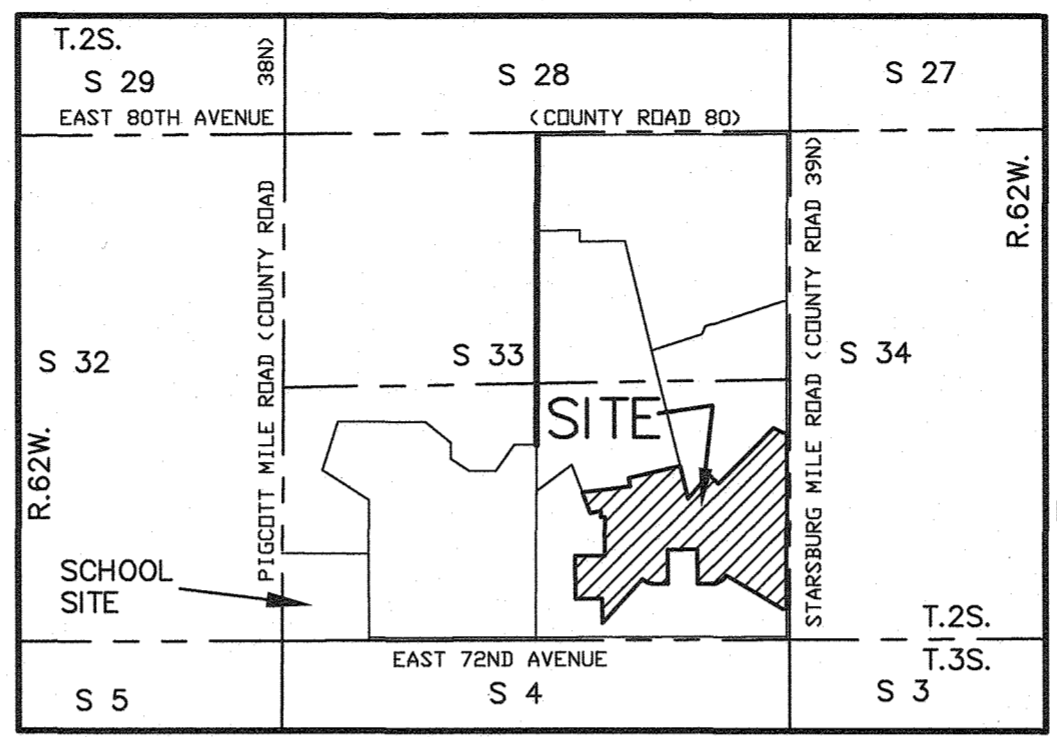 T.2S.
S 29
38N)
S 28
S 27
EAST 80TH AVENUE
(COUNTY ROAD 80)
R.62W.
PIGCOTT MILE ROAD (COUNTY ROAD
STARSBURG MILE ROAD (COUNTY ROAD 39N)
S 32
S 33
S 34
SITE
R.62W.
SCHOOL
SITE
T.2S.
EAST 72ND AVENUE
T.3S.
S 5
S 4
S 3